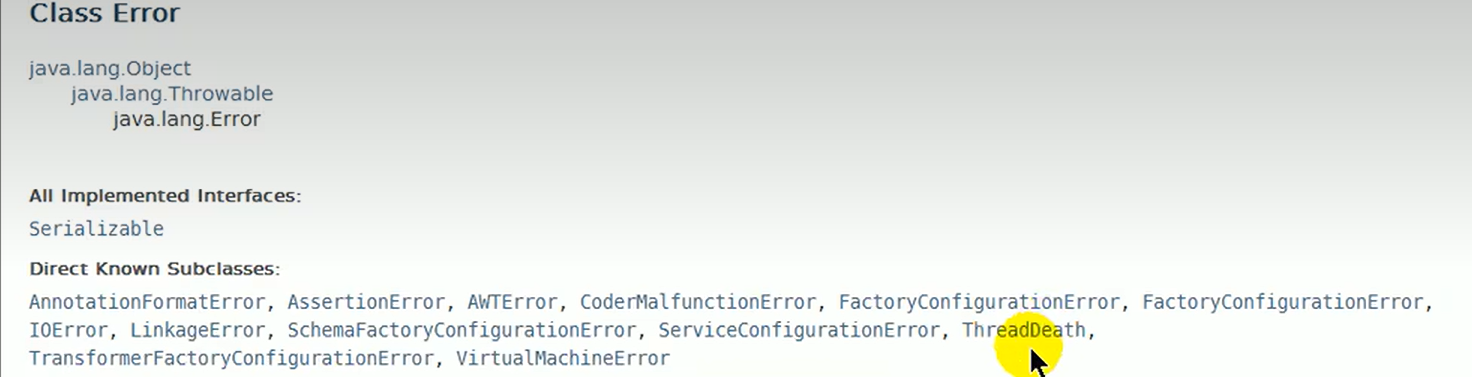 Class Error
java.lang.Object
java.lang.Throwable
java.lang.Error
All Implemented Interfaces:
Serializable
Direct Known Subclasses:
AnnotationFormatError, AssertionError, AWTError, CoderMalfunctionError, FactoryConfigurationError, FactoryConfigurationError,
IOError, LinkageError, SchemaFactoryConfigurationError, ServiceConfigurationError, ThreadDeath,
TransformerFactoryConfigurationError, VirtualMachineError